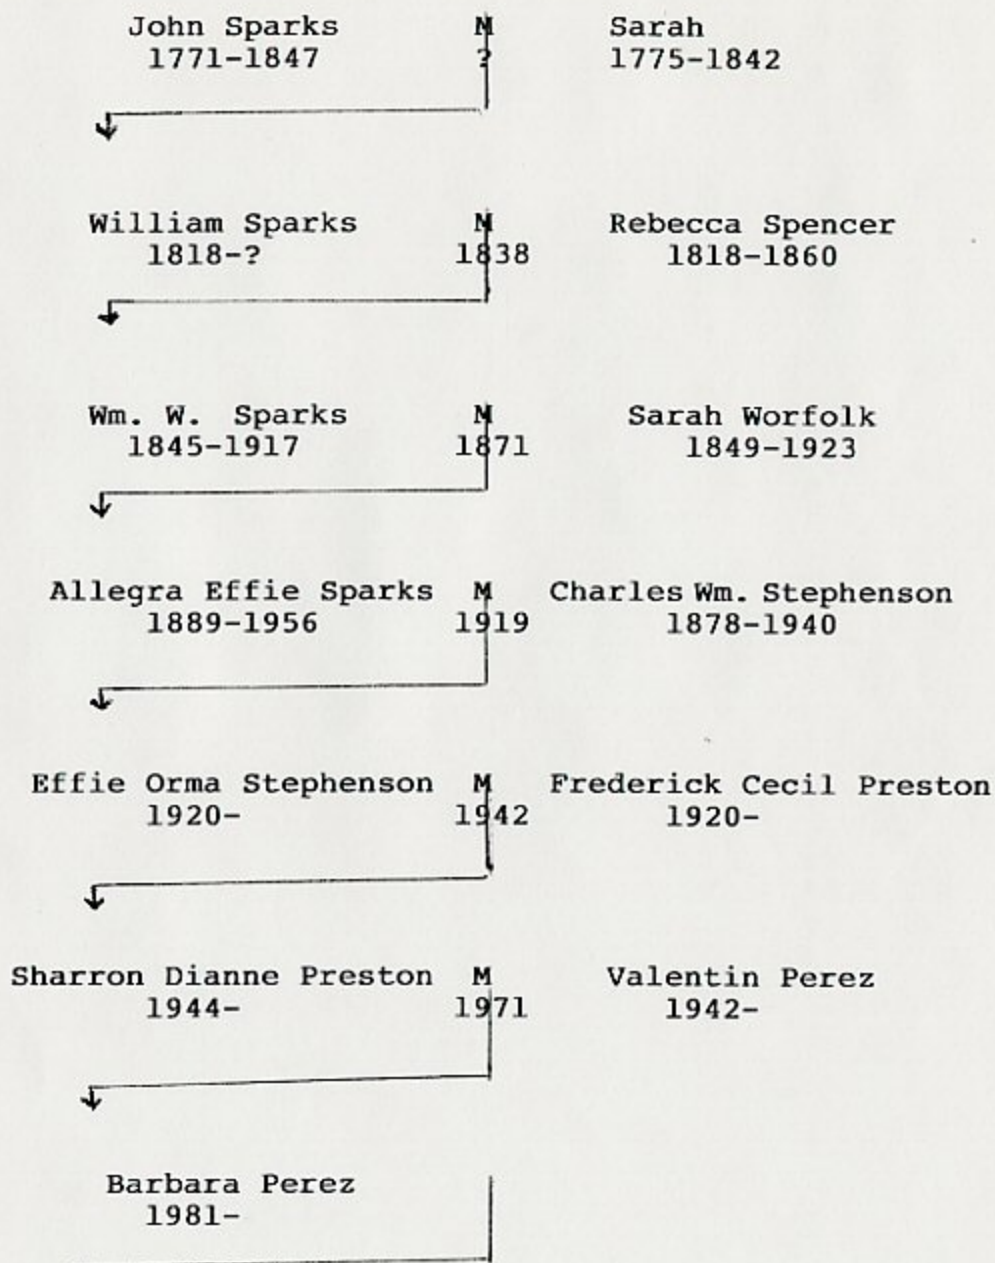 John Sparks M Sarah
1771-1847 ? 1775-1842
William Sparks M Rebecca Spencer
1818-? 1838 1818-1860
Wm. W. Sparks M Sarah Worfolk
1845-1917 1871 1849-1923
Allegra Effie Sparks M Charles Wm. Stephenson
1889-1956 1919 1878-1940
Effie Orma Stephenson M Frederick Cecil Preston
1920- 1942 1920-
Sharron Dianne Preston M Valentin Perez
1944- 1971 1942-
Barbara Perez
1981-